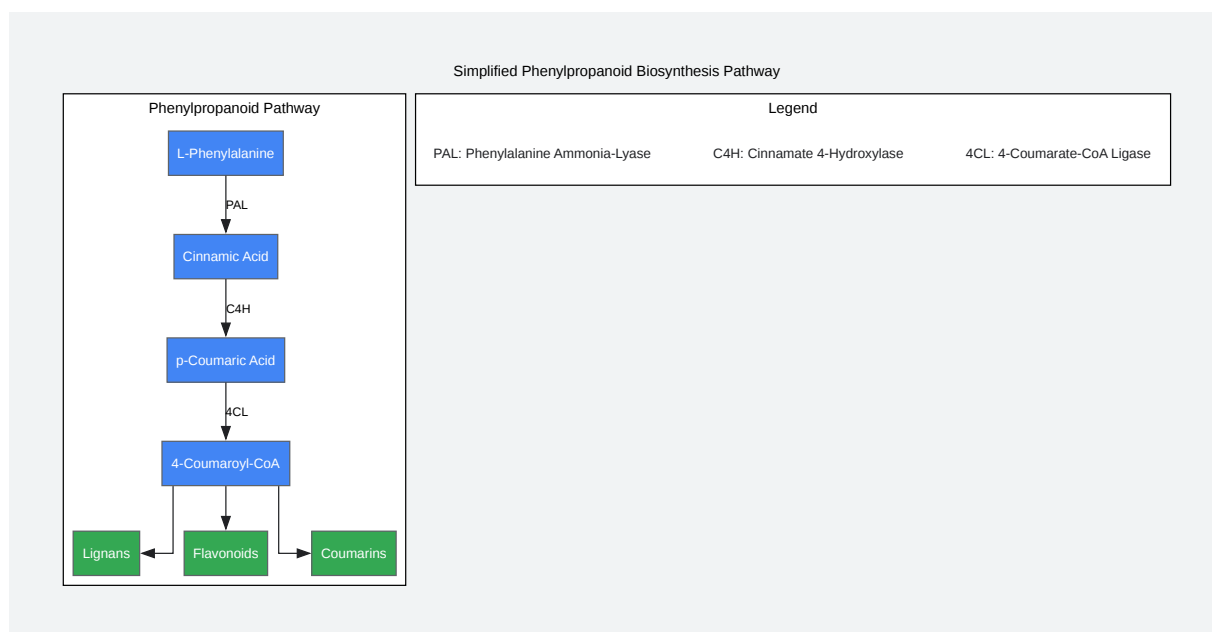 Simplified Phenylpropanoid Biosynthesis Pathway
Phenylpropanoid Pathway
L-Phenylalanine
PAL
Cinnamic Acid
C4H
p-Coumaric Acid
4CL
4-Coumaroyl-CoA
Lignans
Flavonoids
Coumarins
Legend
PAL: Phenylalanine Ammonia-Lyase
C4H: Cinnamate 4-Hydroxylase
4CL: 4-Coumarate-CoA Ligase